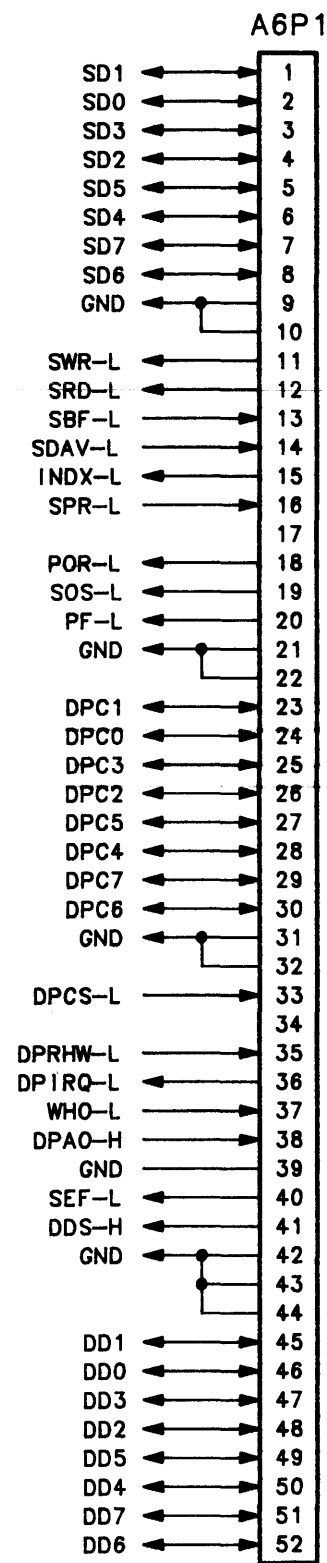 A6P1
SD1 1
SD0 2
SD3 3
SD2 4
SD5 5
SD4 6
SD7 7
SD6 8
GND 9
10
SWR-L 11
SRD-L 12
SBF-L 13
SDAV-L 14
INDX-L 15
SPR-L 16
17
POR-L 18
SOS-L 19
PF-L 20
GND 21
22
DPC1 23
DPC0 24
DPC3 25
DPC2 26
DPC5 27
DPC4 28
DPC7 29
DPC6 30
GND 31
32
DPCS-L 33
34
DPRHW-L 35
DPIRQ-L 36
WHO-L 37
DPAO-H 38
GND 39
SEF-L 40
DDS-H 41
GND 42
43
44
DD1 45
DD0 46
DD3 47
DD2 48
DD5 49
DD4 50
DD7 51
DD6 52